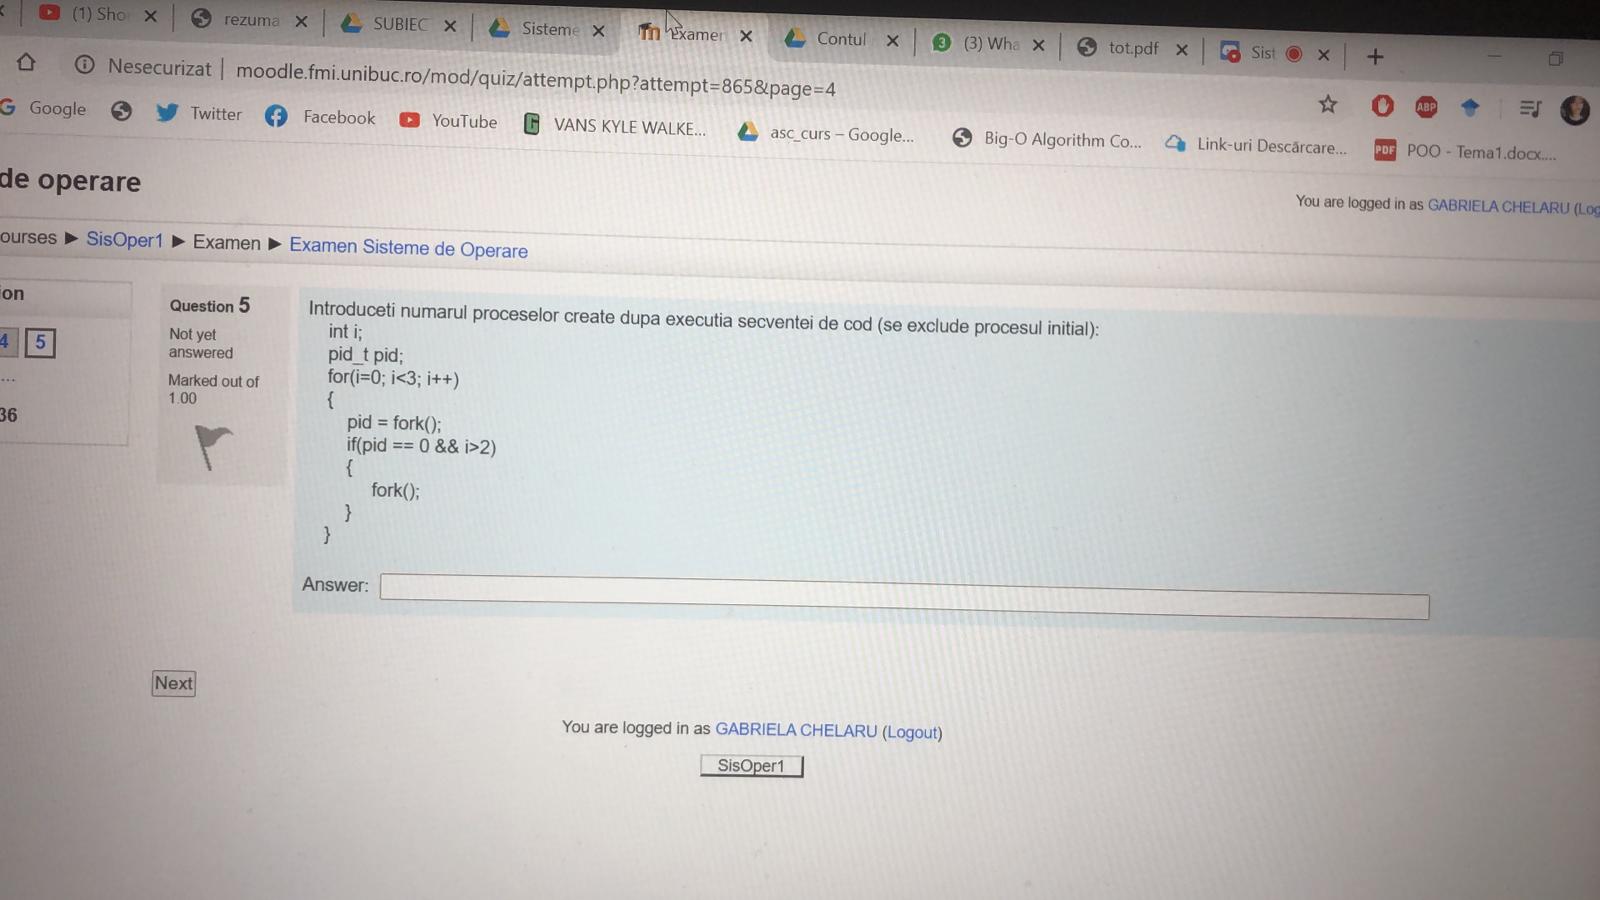 (1) Sho
rezuma
SUBIEC
Sisteme
Examen
Contul
3
(3) Wha
tot.pdf
Sist
Nesecurizat
moodle.fmi.unibuc.ro/mod/quiz/attempt.php?attempt=865&page=4
ABP
Google
Twitter
Facebook
YouTube
VANS KYLE WALKE...
asc_curs – Google...
Big-O Algorithm Co...
Link-uri Descărcare...
PDF
POO - Tema1.docx....
de operare
You are logged in as GABRIELA CHELARU (Log
ourses ► SisOper1 ► Examen ► Examen Sisteme de Operare
ion
4 5
...
36
Question 5
Not yet
answered
Marked out of
1.00
Introduceti numarul proceselor create dupa executia secventei de cod (se exclude procesul initial):
int i;
pid_t pid;
for(i=0; i<3; i++)
{
pid = fork();
if(pid == 0 && i>2)
{
fork();
}
}
Answer:
Next
You are logged in as GABRIELA CHELARU (Logout)
SisOper1